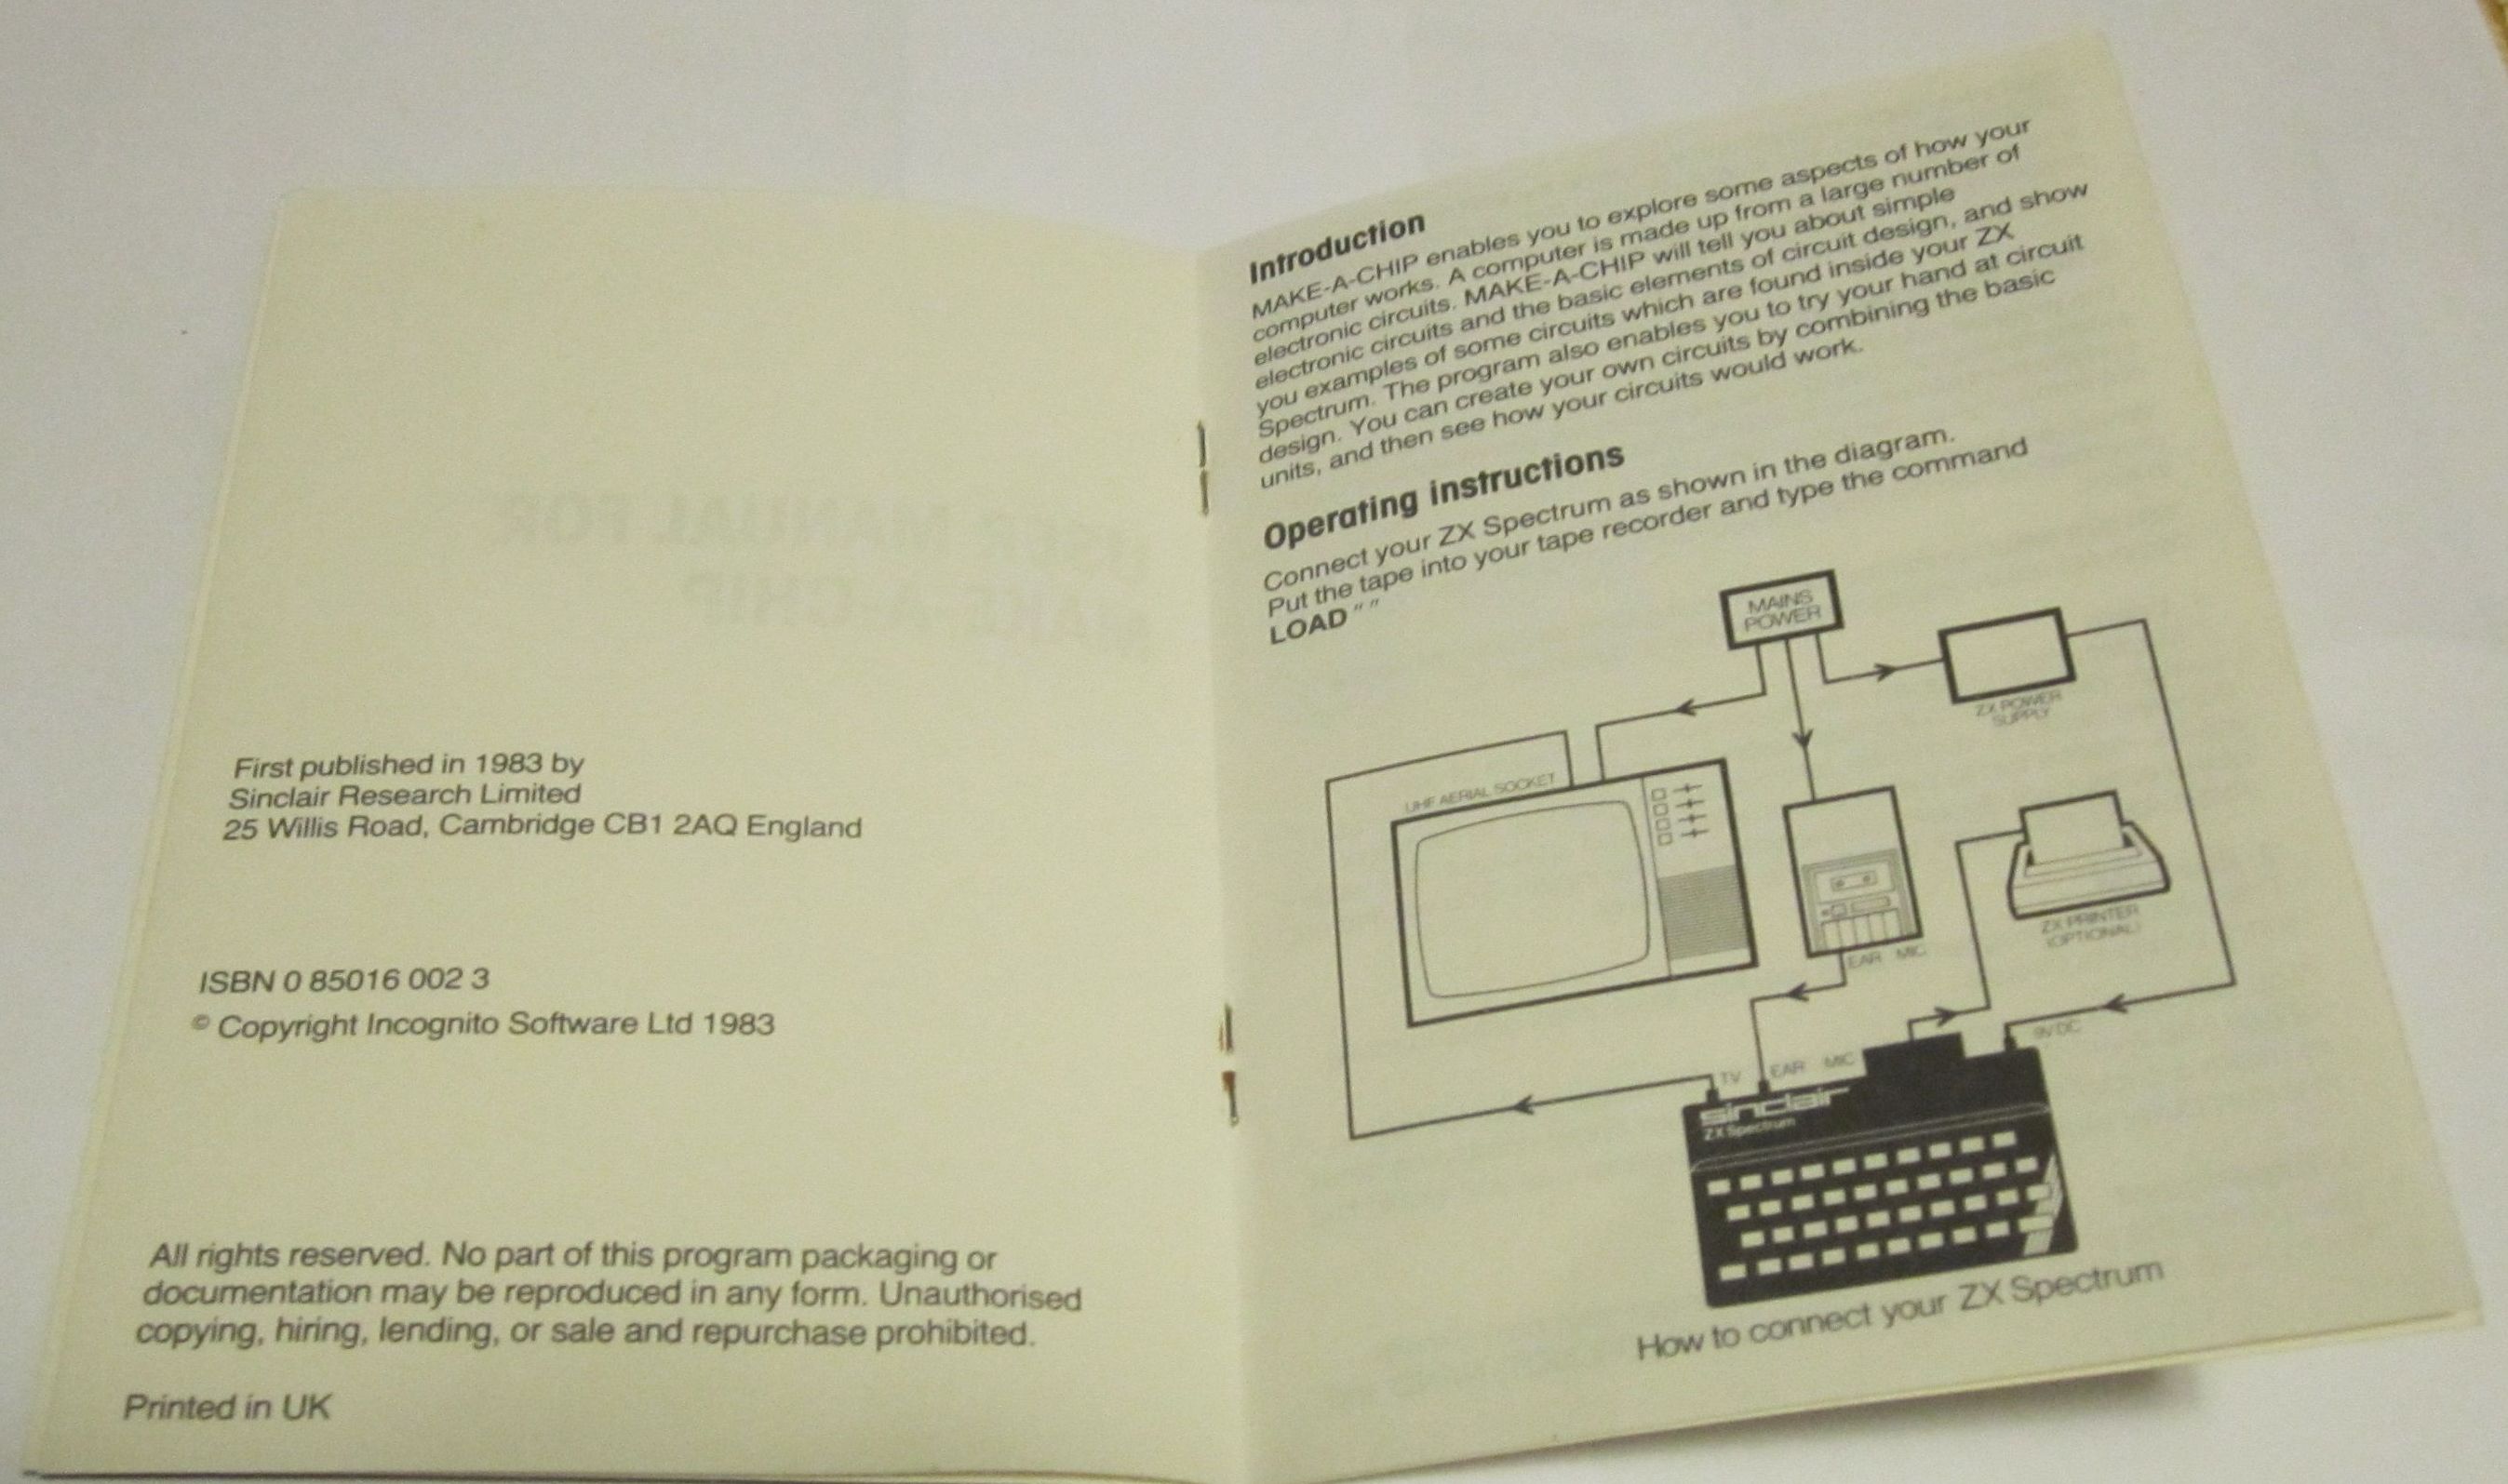 First published in 1983 by
Sinclair Research Limited
25 Willis Road, Cambridge CB1 2AQ England
ISBN 0 85016 002 3
© Copyright Incognito Software Ltd 1983
All rights reserved. No part of this program packaging or
documentation may be reproduced in any form. Unauthorised
copying, hiring, lending, or sale and repurchase prohibited.
Printed in UK
Introduction
MAKE-A-CHIP enables you to explore some aspects of how your
computer works. A computer is made up from a large number of
electronic circuits. MAKE-A-CHIP will tell you about simple
electronic circuits and the basic elements of circuit design, and show
you examples of some circuits which are found inside your ZX
Spectrum. The program also enables you to try your hand at circuit
design. You can create your own circuits by combining the basic
units, and then see how your circuits would work.
Operating instructions
Connect your ZX Spectrum as shown in the diagram.
Put the tape into your tape recorder and type the command
LOAD " "
MAINS
POWER
ZX POWER
SUPPLY
UHF AERIAL SOCKET
EAR MIC
ZX PRINTER
(OPTIONAL)
9V DC
TV EAR MIC
sinclair
ZX Spectrum
How to connect your ZX Spectrum